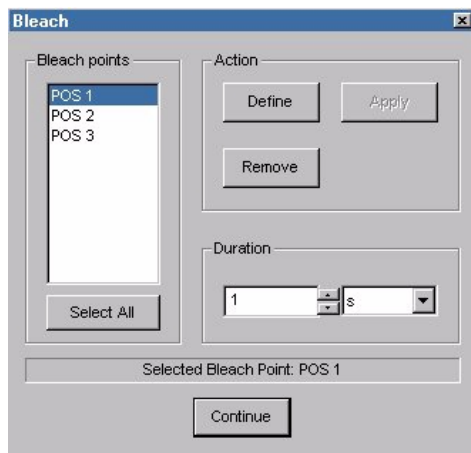 Bleach
Bleach points
POS 1
POS 2
POS 3
Select All
Action
Define
Apply
Remove
Duration
1
s
Selected Bleach Point: POS 1
Continue